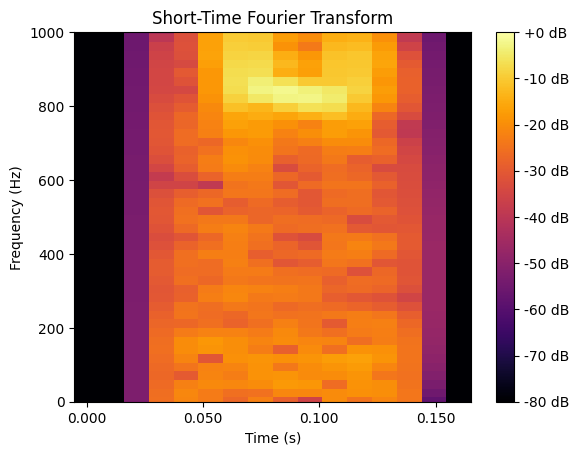 Short-Time Fourier Transform
Frequency (Hz)
1000
800
600
400
200
0
0.000
0.050
0.100
0.150
Time (s)
+0 dB
-10 dB
-20 dB
-30 dB
-40 dB
-50 dB
-60 dB
-70 dB
-80 dB